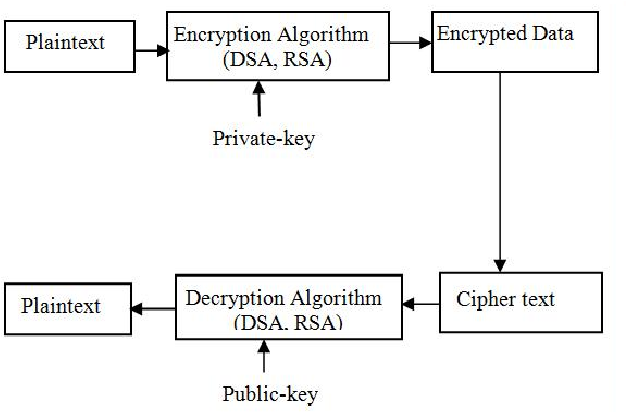 Plaintext
Encryption Algorithm
(DSA, RSA)
Encrypted Data
Private-key
Plaintext
Decryption Algorithm
(DSA. RSA)
Cipher text
Public-key